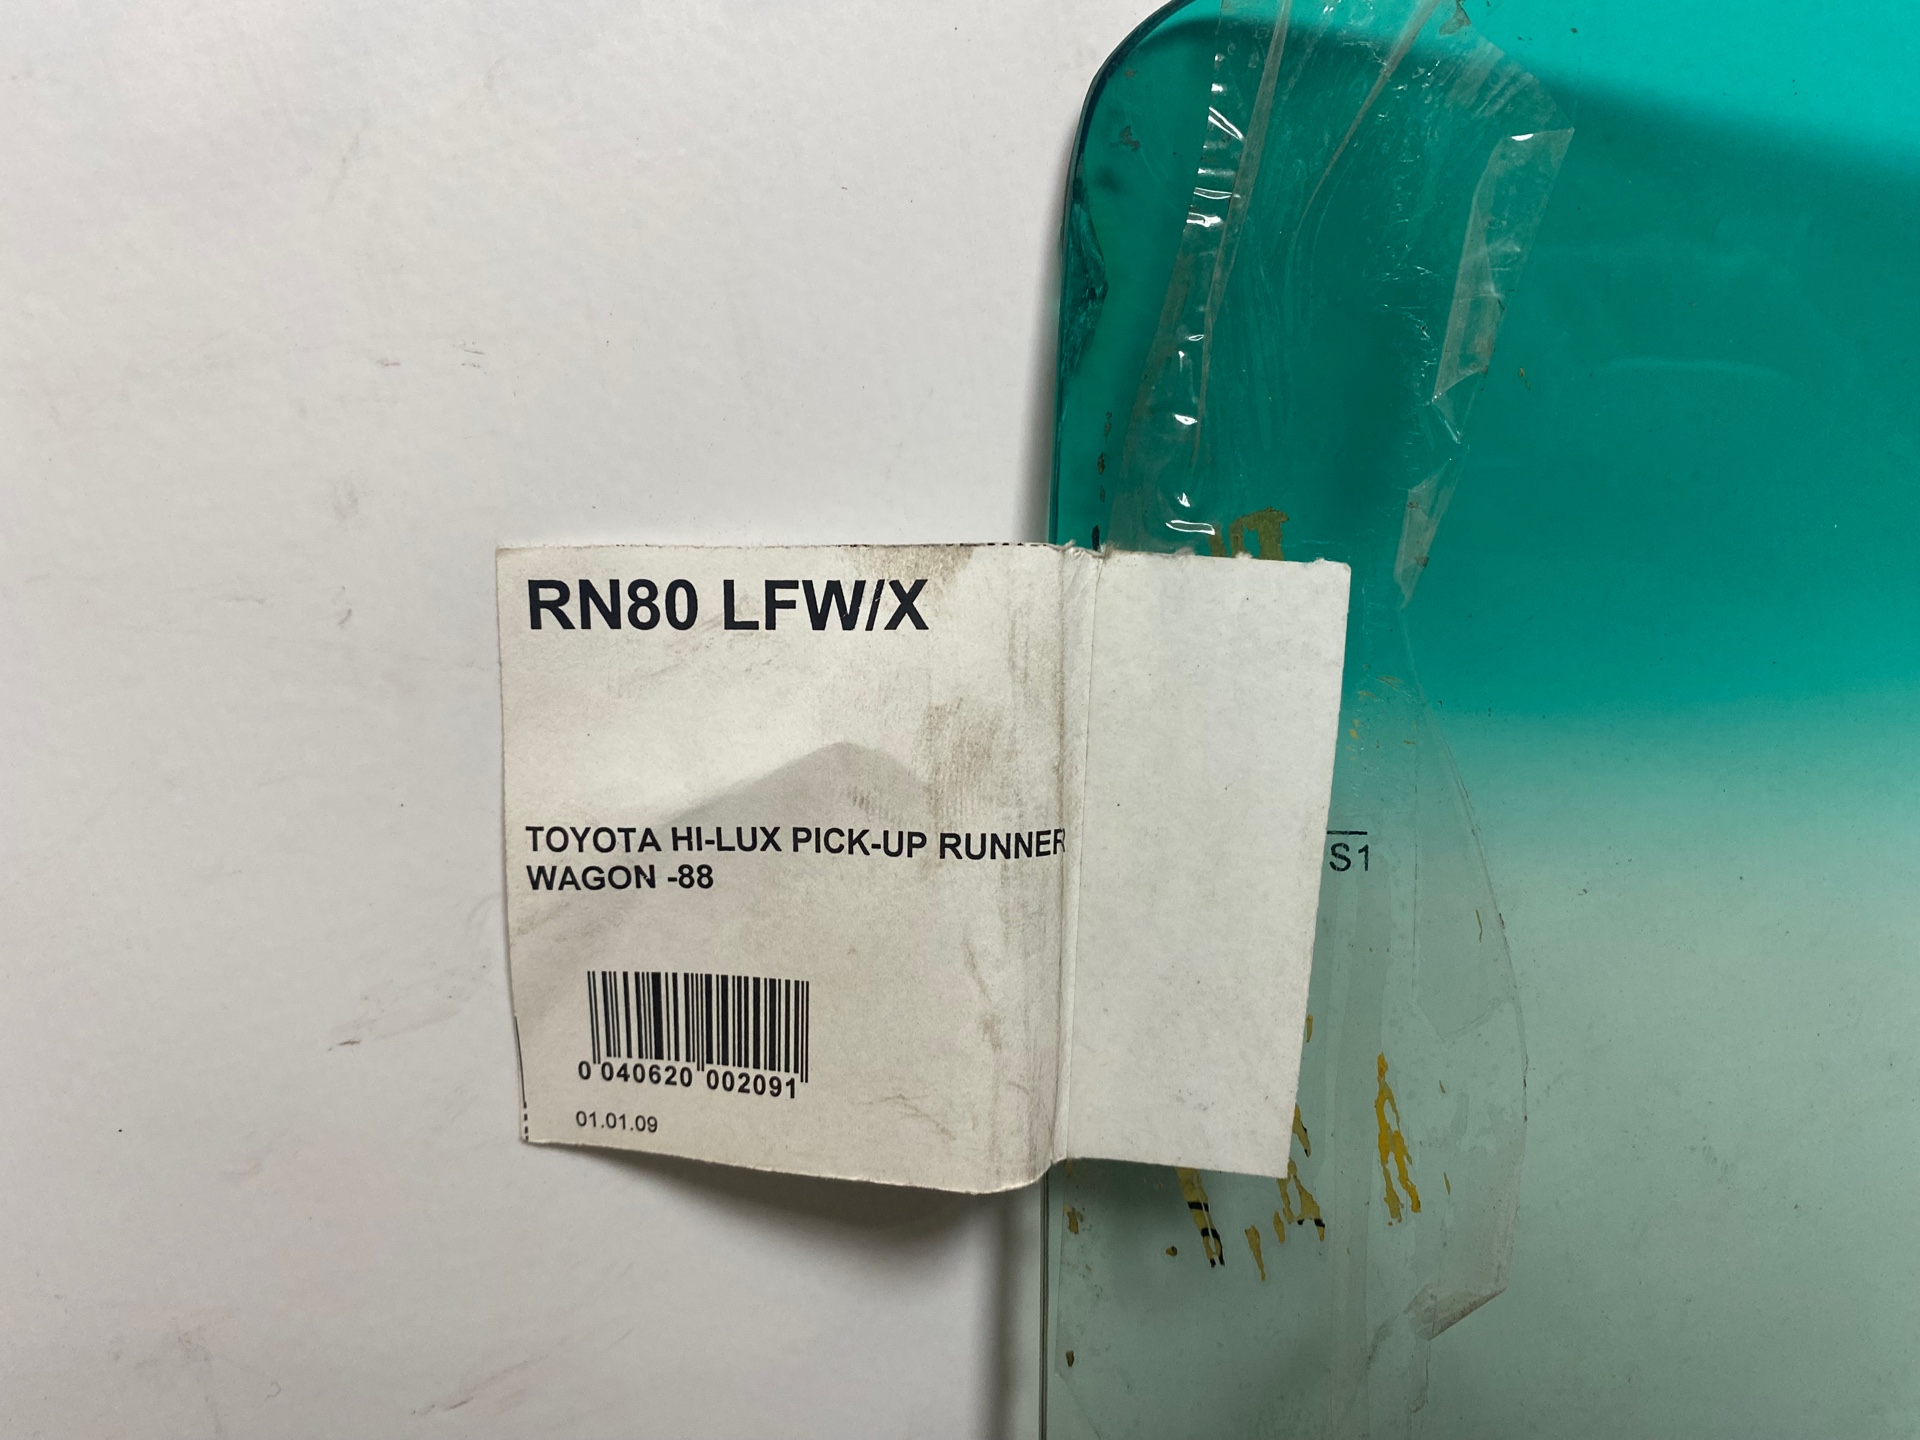 RN80 LFW/X
TOYOTA HI-LUX PICK-UP RUNNER
WAGON -88
S1
0 040620 002091
01.01.09